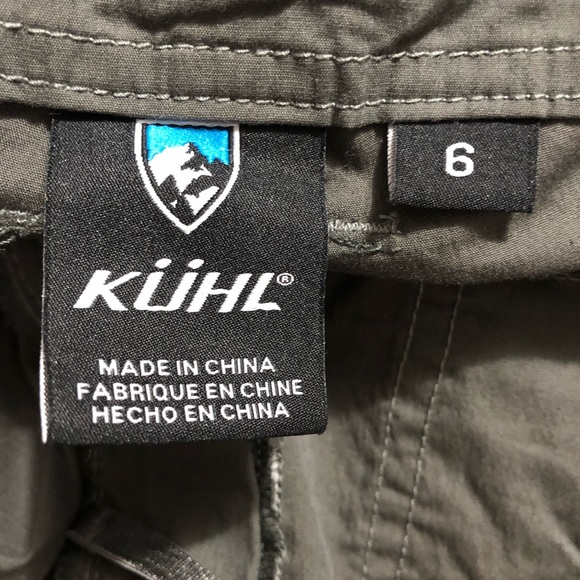 KÜHL®
MADE IN CHINA
FABRIQUE EN CHINE
HECHO EN CHINA
6